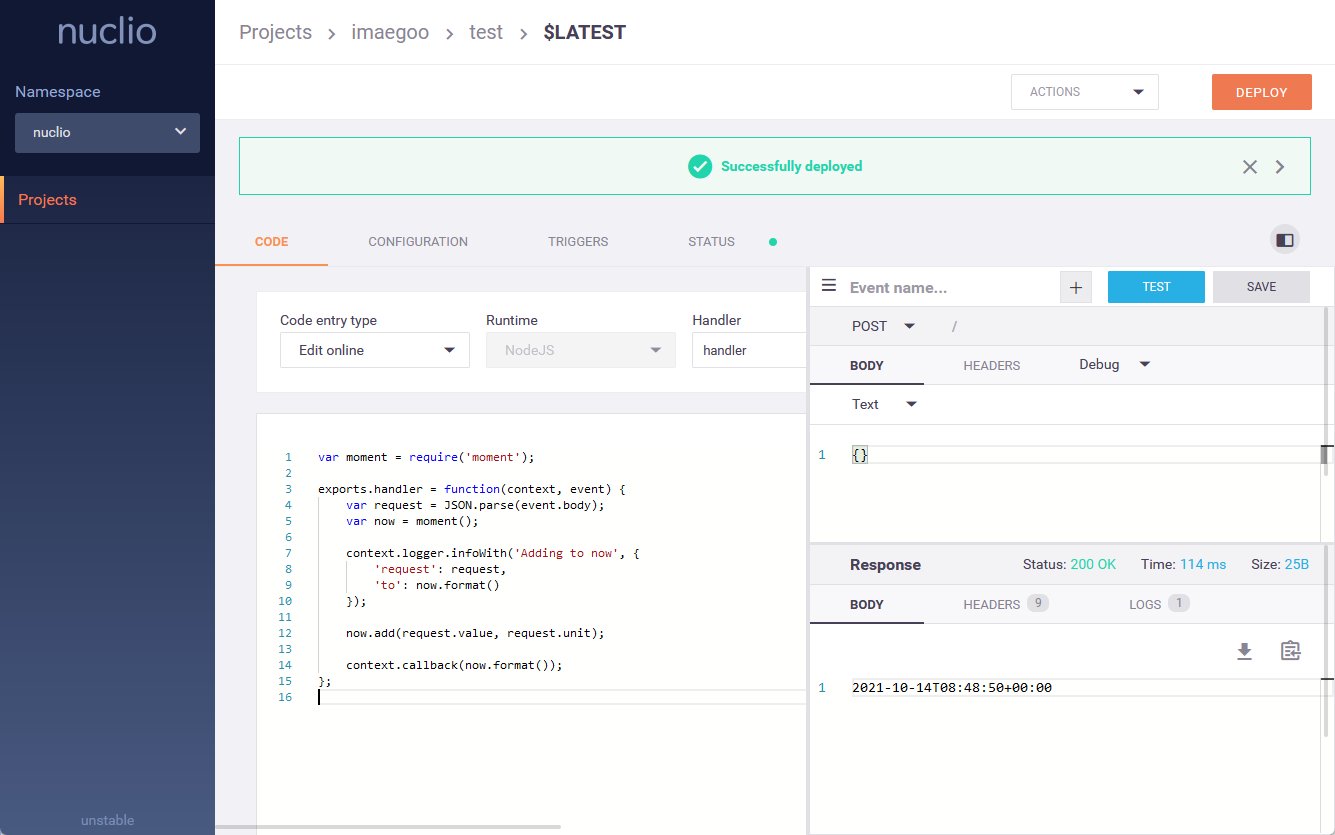 nuclio
Namespace
nuclio
Projects
unstable
Projects > imaegoo > test > $LATEST
ACTIONS
DEPLOY
Successfully deployed
CODE CONFIGURATION TRIGGERS STATUS
Code entry type Runtime Handler
Edit online NodeJS handler
1 var moment = require('moment');
2
3 exports.handler = function(context, event) {
4 var request = JSON.parse(event.body);
5 var now = moment();
6
7 context.logger.infoWith('Adding to now', {
8 'request': request,
9 'to': now.format()
10 });
11
12 now.add(request.value, request.unit);
13
14 context.callback(now.format());
15 };
16
Event name... + TEST SAVE
POST /
BODY HEADERS Debug
Text
1 {}
Response Status: 200 OK Time: 114 ms Size: 25B
BODY HEADERS 9 LOGS 1
1 2021-10-14T08:48:50+00:00